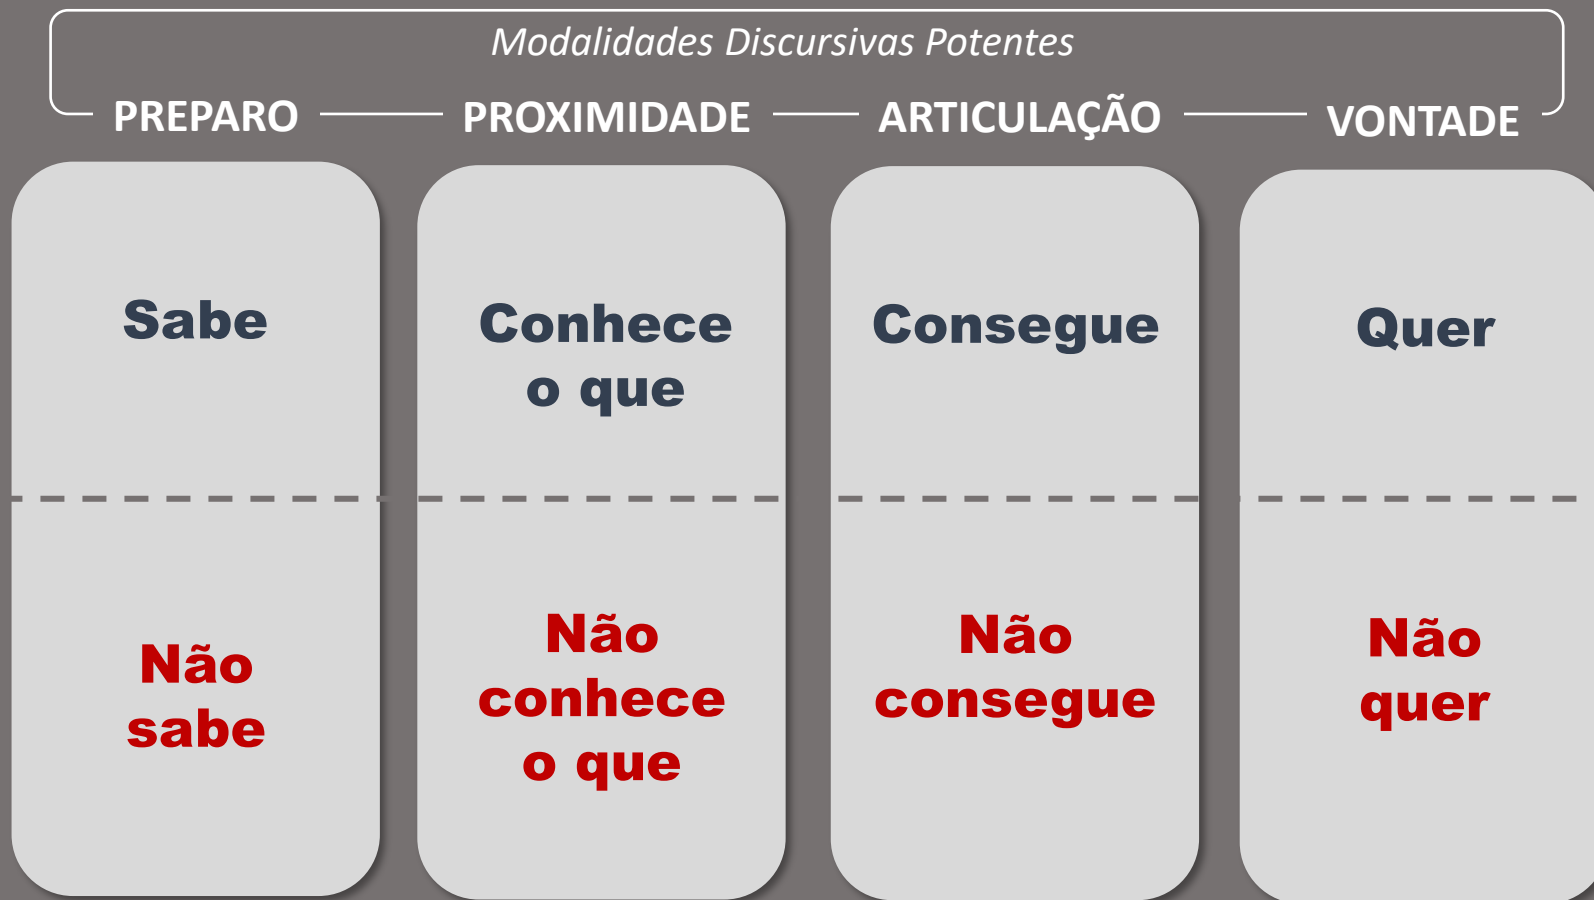 Modalidades Discursivas Potentes
PREPARO
PROXIMIDADE
ARTICULAÇÃO
VONTADE
Sabe
Conhece
o que
Consegue
Quer
Não
sabe
Não
conhece
o que
Não
consegue
Não
quer